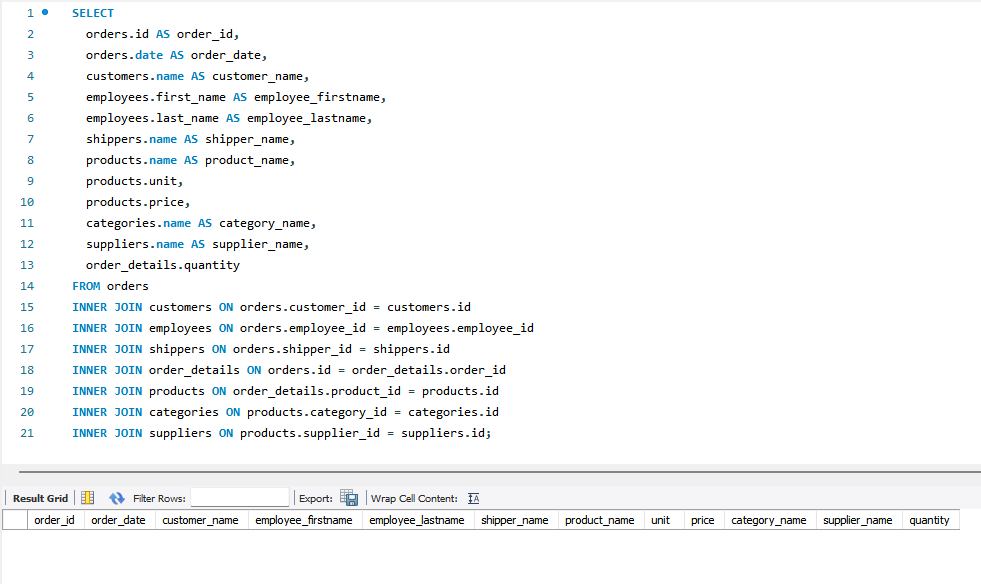 1 SELECT
2 orders.id AS order_id,
3 orders.date AS order_date,
4 customers.name AS customer_name,
5 employees.first_name AS employee_firstname,
6 employees.last_name AS employee_lastname,
7 shippers.name AS shipper_name,
8 products.name AS product_name,
9 products.unit,
10 products.price,
11 categories.name AS category_name,
12 suppliers.name AS supplier_name,
13 order_details.quantity
14 FROM orders
15 INNER JOIN customers ON orders.customer_id = customers.id
16 INNER JOIN employees ON orders.employee_id = employees.employee_id
17 INNER JOIN shippers ON orders.shipper_id = shippers.id
18 INNER JOIN order_details ON orders.id = order_details.order_id
19 INNER JOIN products ON order_details.product_id = products.id
20 INNER JOIN categories ON products.category_id = categories.id
21 INNER JOIN suppliers ON products.supplier_id = suppliers.id;
Result Grid Filter Rows: Export: Wrap Cell Content: IA
order_id order_date customer_name employee_firstname employee_lastname shipper_name product_name unit price category_name supplier_name quantity